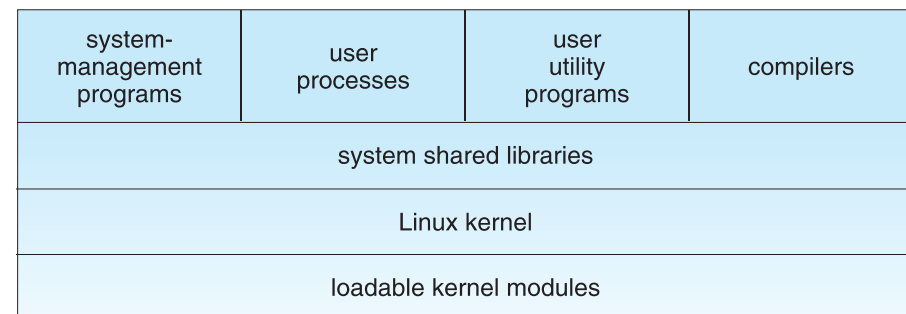 system-
management
programs
user
processes
user
utility
programs
compilers
system shared libraries
Linux kernel
loadable kernel modules